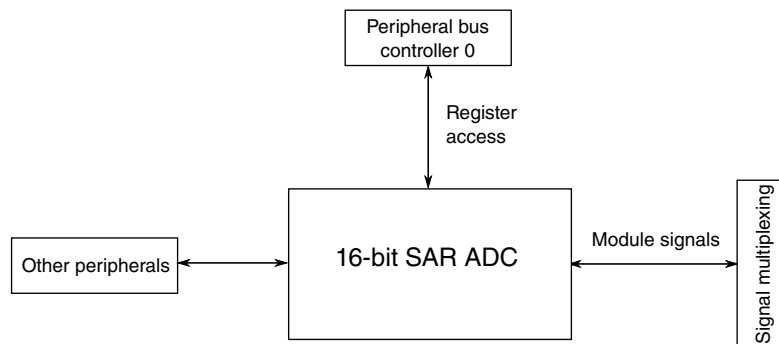 Peripheral bus
controller 0
Register
access
16-bit SAR ADC
Module signals
Other peripherals
Signal multiplexing